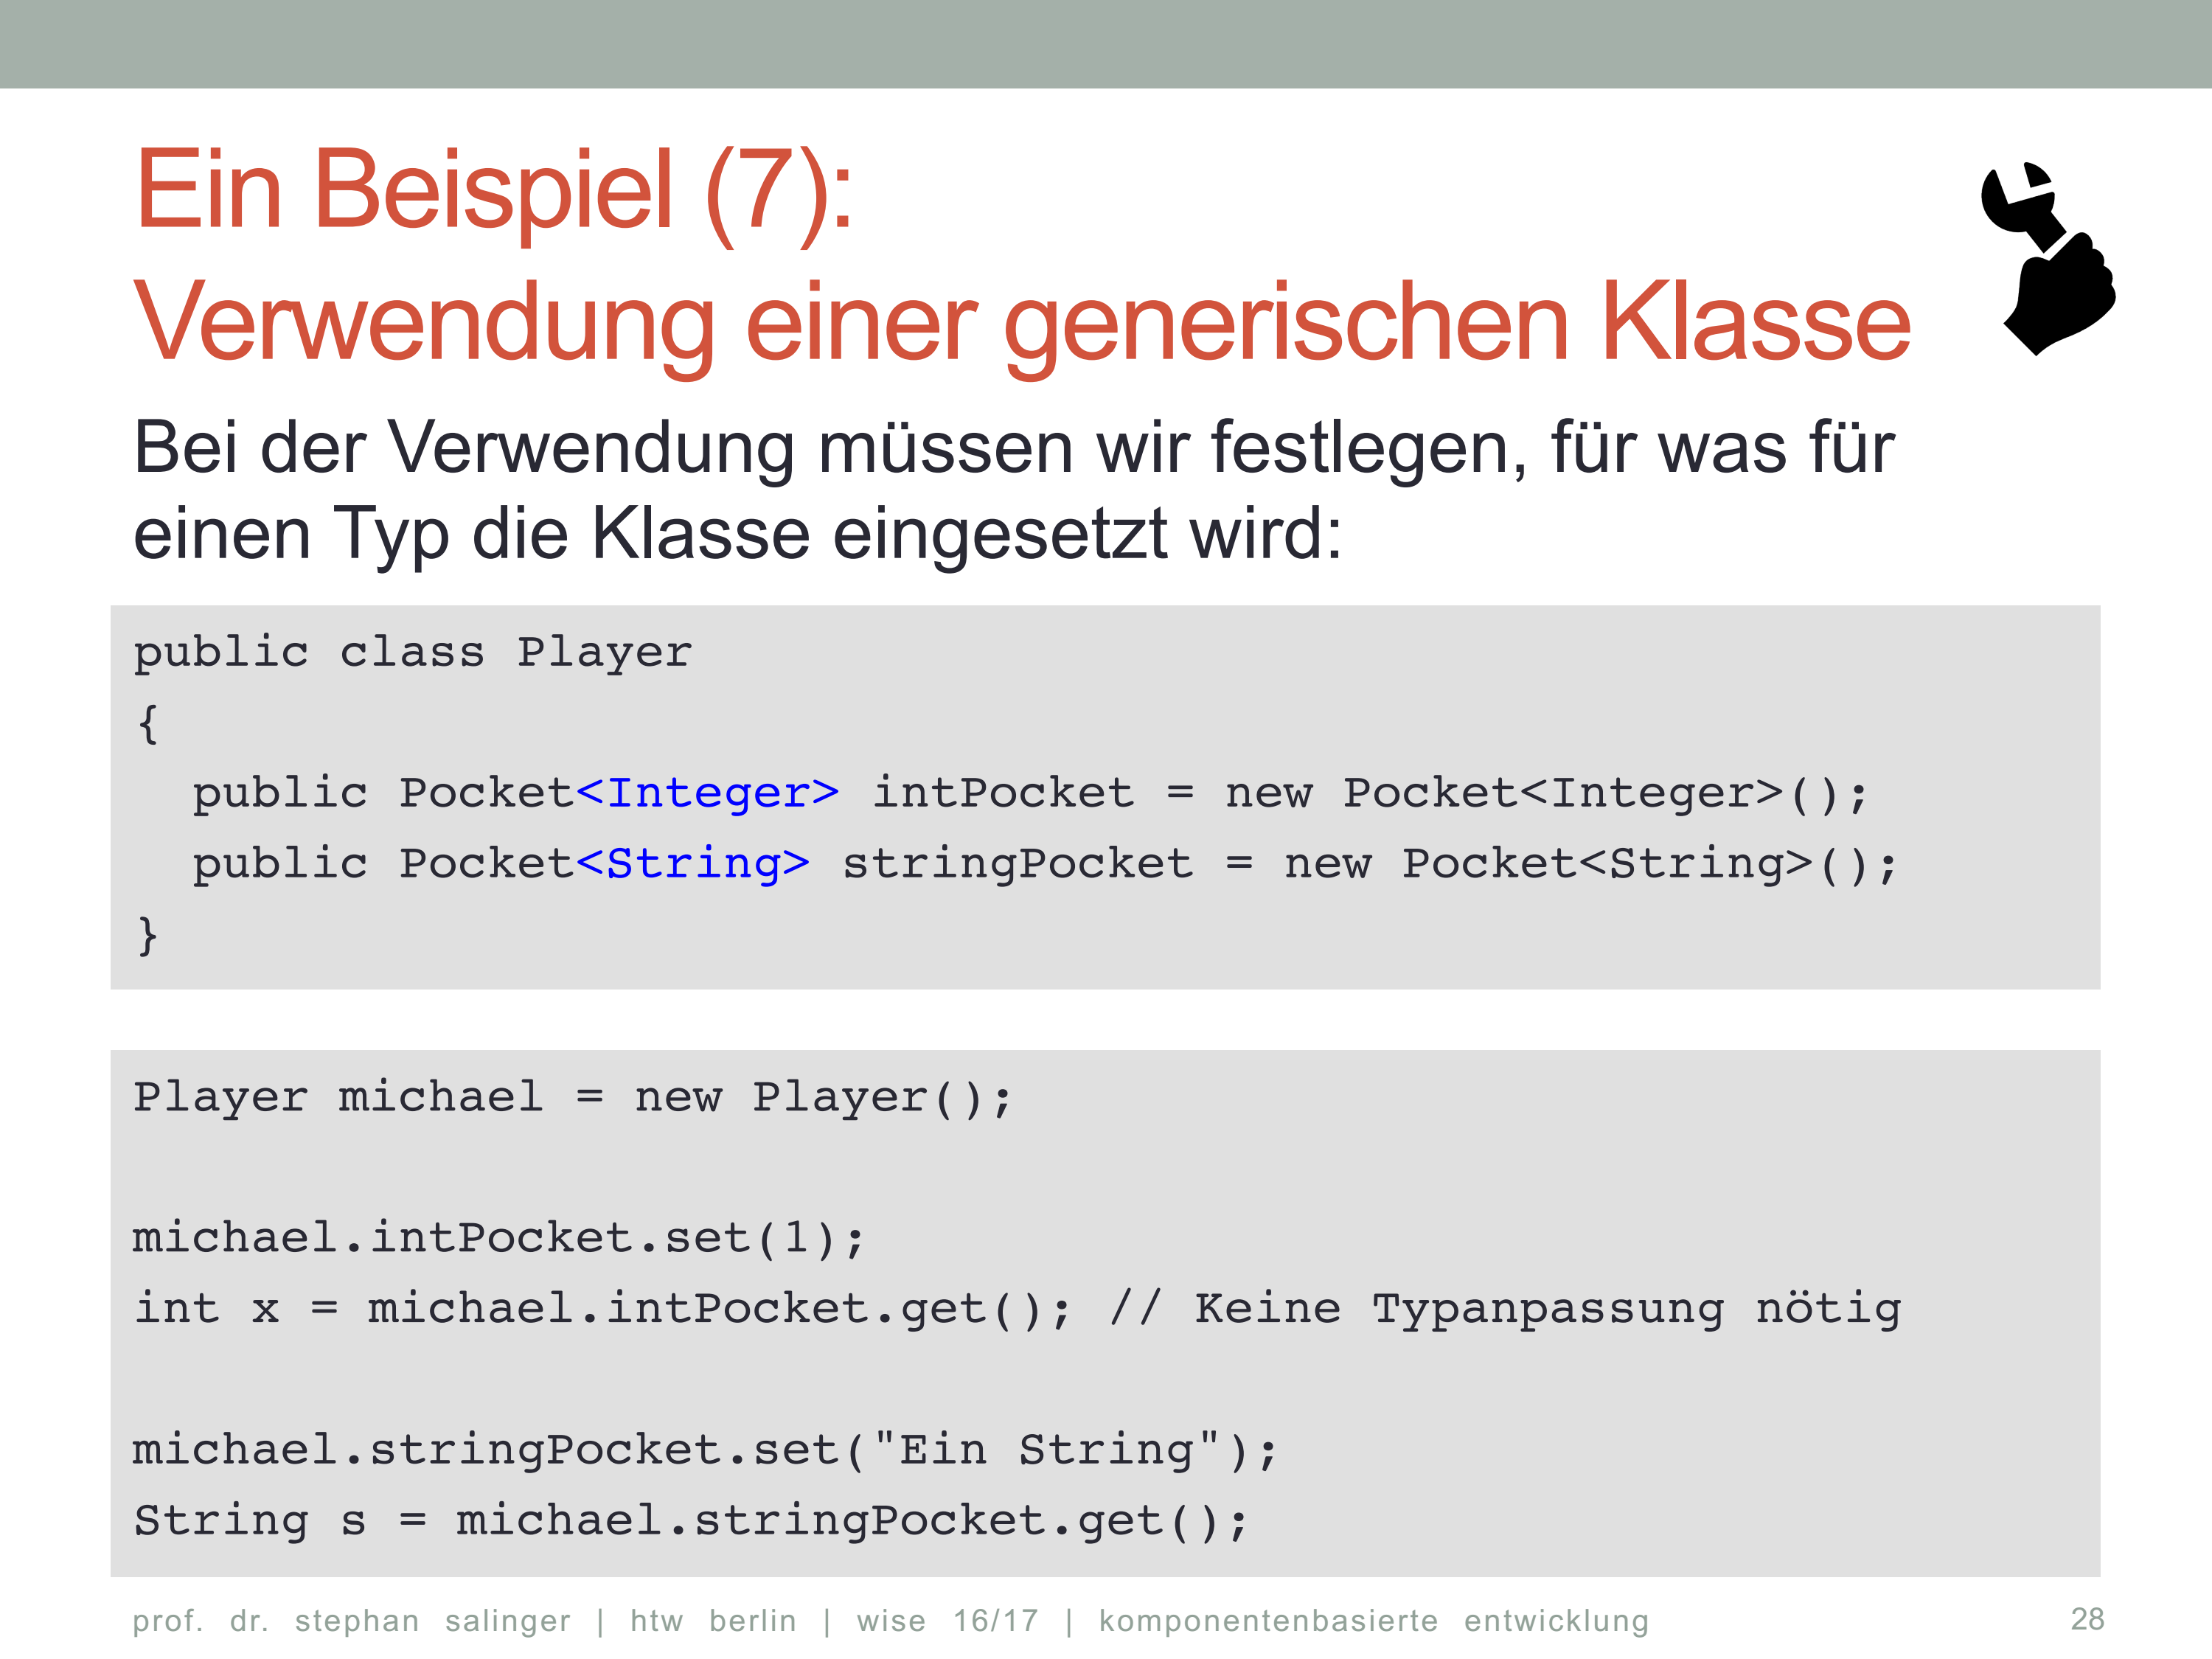 Ein Beispiel (7):
Verwendung einer generischen Klasse
Bei der Verwendung müssen wir festlegen, für was für
einen Typ die Klasse eingesetzt wird:
public class Player
{
  public Pocket<Integer> intPocket = new Pocket<Integer>();
  public Pocket<String> stringPocket = new Pocket<String>();
}
Player michael = new Player();
michael.intPocket.set(1);
int x = michael.intPocket.get(); // Keine Typanpassung nötig
michael.stringPocket.set("Ein String");
String s = michael.stringPocket.get();
prof. dr. stephan salinger | htw berlin | wise 16/17 | komponentenbasierte entwicklung 28